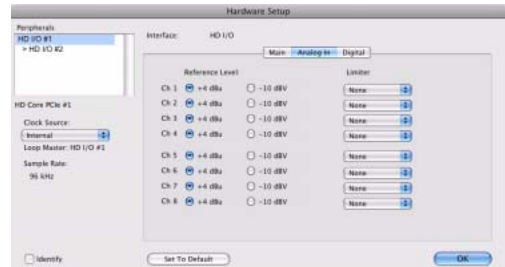 Hardware Setup
Peripherals
HD I/O #1
> HD I/O #2
HD Core PCIe #1
Clock Source:
Internal
Loop Master: HD I/O #1
Sample Rate:
96 kHz
Identify
Interface: HD I/O
Main Analog In Digital
Reference Level Limiter
Ch 1 +4 dBu -10 dBV None
Ch 2 +4 dBu -10 dBV None
Ch 3 +4 dBu -10 dBV None
Ch 4 +4 dBu -10 dBV None
Ch 5 +4 dBu -10 dBV None
Ch 6 +4 dBu -10 dBV None
Ch 7 +4 dBu -10 dBV None
Ch 8 +4 dBu -10 dBV None
Set To Default
OK